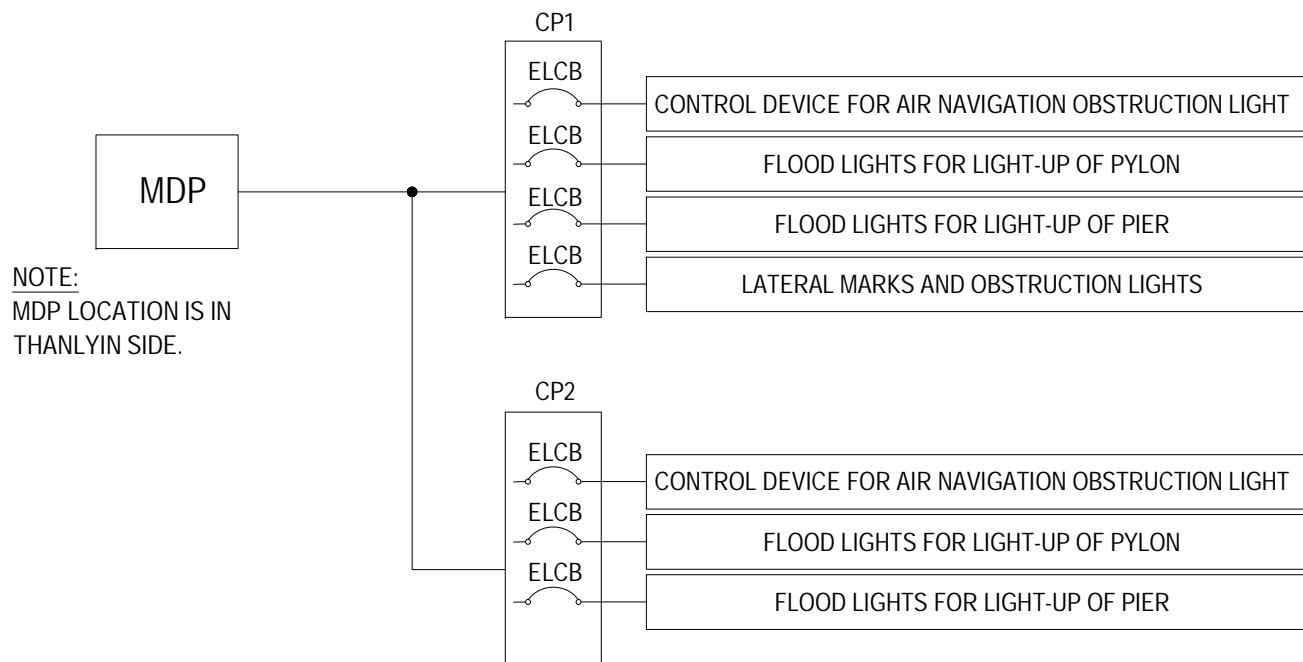 CP1
ELCB
CONTROL DEVICE FOR AIR NAVIGATION OBSTRUCTION LIGHT
ELCB
FLOOD LIGHTS FOR LIGHT-UP OF PYLON
MDP
ELCB
FLOOD LIGHTS FOR LIGHT-UP OF PIER
ELCB
LATERAL MARKS AND OBSTRUCTION LIGHTS
NOTE:
MDP LOCATION IS IN
THANLYIN SIDE.
CP2
ELCB
CONTROL DEVICE FOR AIR NAVIGATION OBSTRUCTION LIGHT
ELCB
FLOOD LIGHTS FOR LIGHT-UP OF PYLON
ELCB
FLOOD LIGHTS FOR LIGHT-UP OF PIER